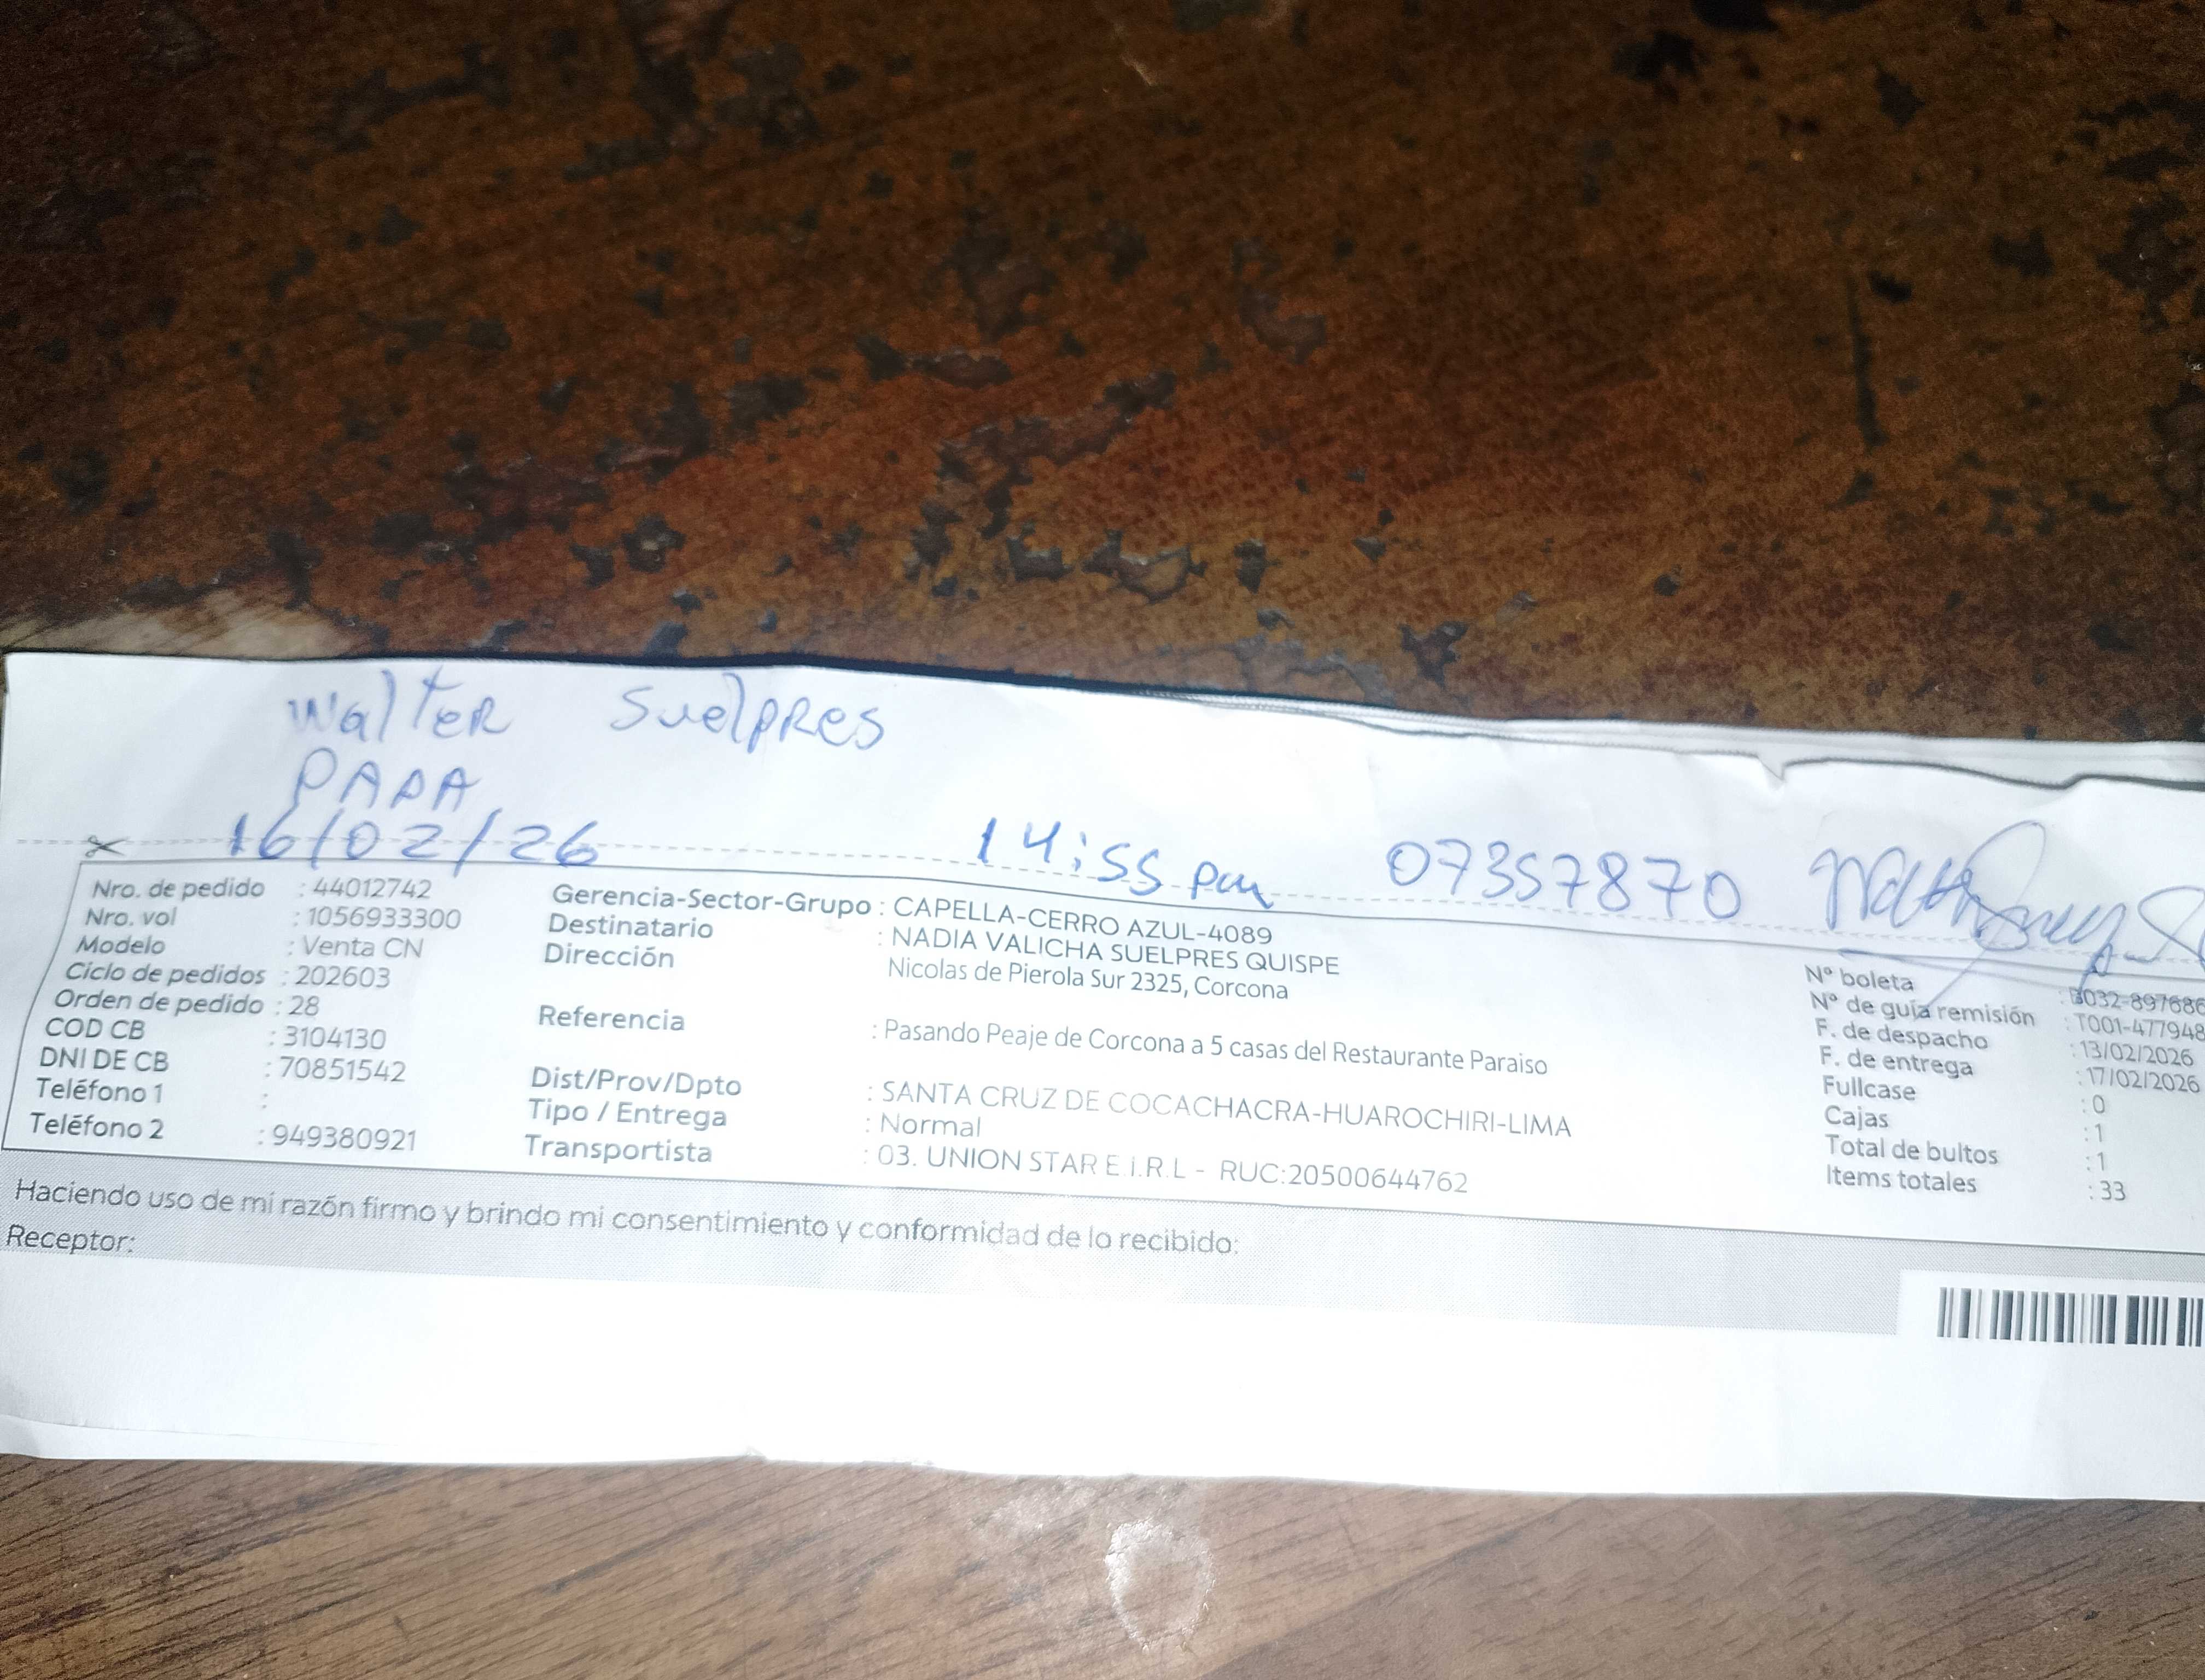 Walter Suelpres
PAPA
16/02/26 14:55 pm 07357870
Nro. de pedido : 44012742
Nro. vol : 1056933300
Modelo : Venta CN
Ciclo de pedidos : 202603
Orden de pedido : 28
COD CB : 3104130
DNI DE CB : 70851542
Teléfono 1 :
Teléfono 2 : 949380921
Gerencia-Sector-Grupo : CAPELLA-CERRO AZUL-4089
Destinatario : NADIA VALICHA SUELPRES QUISPE
Dirección Nicolas de Pierola Sur 2325, Corcona
Referencia : Pasando Peaje de Corcona a 5 casas del Restaurante Paraiso
Dist/Prov/Dpto : SANTA CRUZ DE COCACHACRA-HUAROCHIRI-LIMA
Tipo / Entrega : Normal
Transportista : 03. UNION STAR E.I.R.L - RUC:20500644762
N° boleta : B032-897686
N° de guía remisión : T001-477948
F. de despacho : 13/02/2026
F. de entrega : 17/02/2026
Fullcase : 0
Cajas : 1
Total de bultos : 1
Items totales : 33
Haciendo uso de mi razón firmo y brindo mi consentimiento y conformidad de lo recibido:
Receptor: